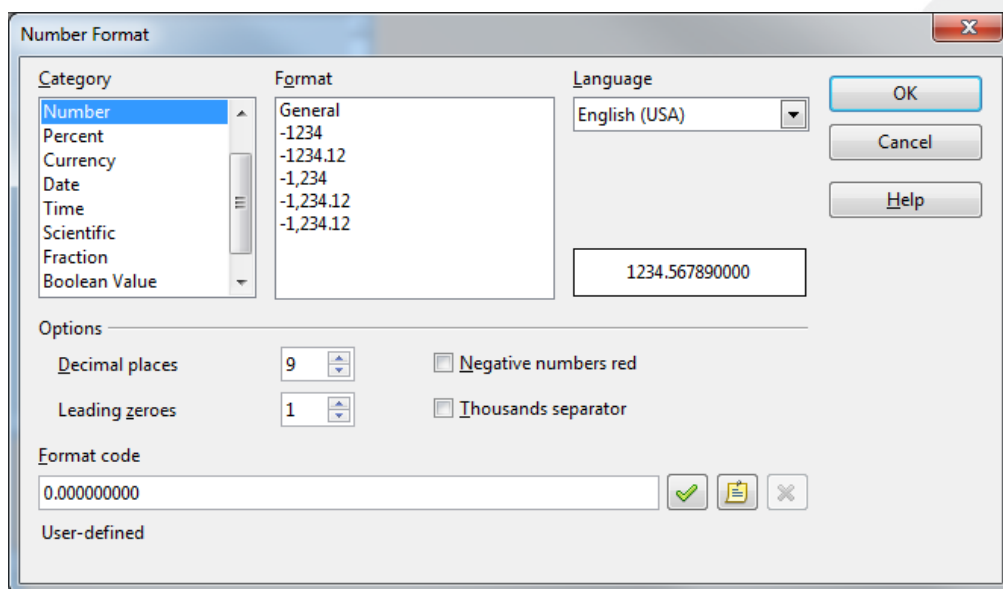 Number Format
Category
Number
Percent
Currency
Date
Time
Scientific
Fraction
Boolean Value
Format
General
-1234
-1234.12
-1,234
-1,234.12
-1,234.12
Language
English (USA)
1234.567890000
OK
Cancel
Help
Options
Decimal places 9
Negative numbers red
Leading zeroes 1
Thousands separator
Format code
0.000000000
User-defined